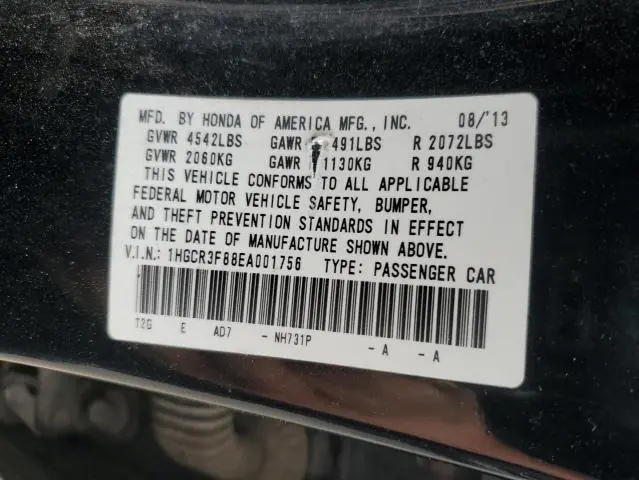 MFD. BY HONDA OF AMERICA MFG., INC. 08/'13
GVWR 4542LBS GAWR 491LBS R 2072LBS
GVWR 2060KG GAWR 1130KG R 940KG
THIS VEHICLE CONFORMS TO ALL APPLICABLE
FEDERAL MOTOR VEHICLE SAFETY, BUMPER,
AND THEFT PREVENTION STANDARDS IN EFFECT
ON THE DATE OF MANUFACTURE SHOWN ABOVE.
V.I.N.: 1HGCR3F88EA001756 TYPE: PASSENGER CAR
T2G E AD7 - NH731P - A - A